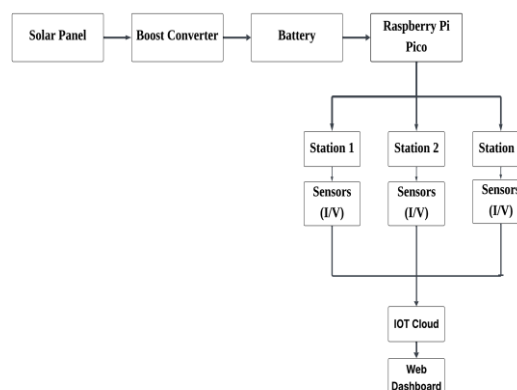 Solar Panel
Boost Converter
Battery
Raspberry Pi
Pico
Station 1
Station 2
Station
Sensors
(I/V)
Sensors
(I/V)
Sensors
(I/V)
IOT Cloud
Web
Dashboard